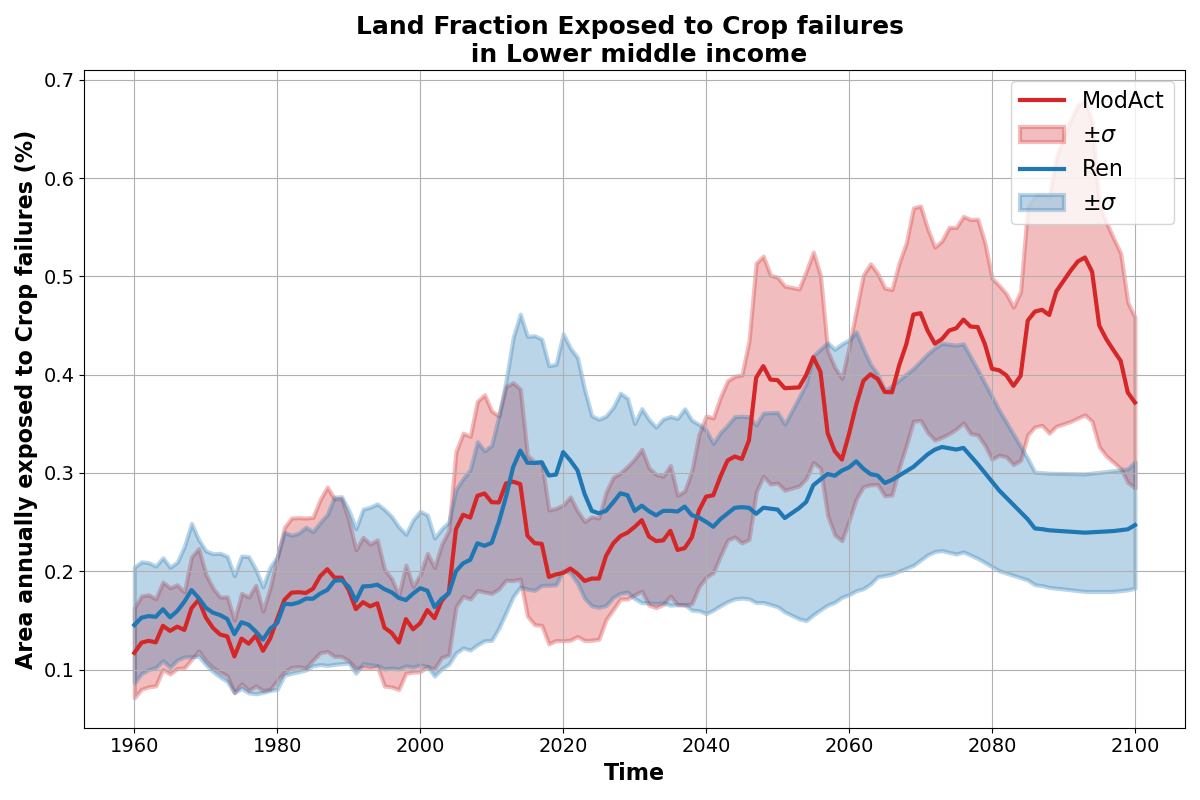 Land Fraction Exposed to Crop failures
in Lower middle income
Area annually exposed to Crop failures (%)
0.7
0.6
0.5
0.4
0.3
0.2
0.1
ModAct
±σ
Ren
±σ
1960
1980
2000
2020
2040
2060
2080
2100
Time